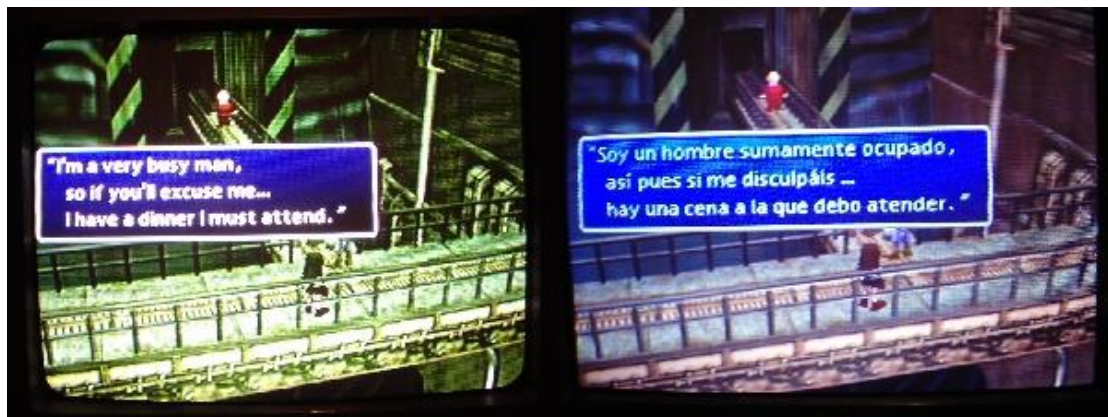 "I'm a very busy man,
so if you'll excuse me...
I have a dinner I must attend."
"Soy un hombre sumamente ocupado,
así pues si me disculpáis ...
hay una cena a la que debo atender."